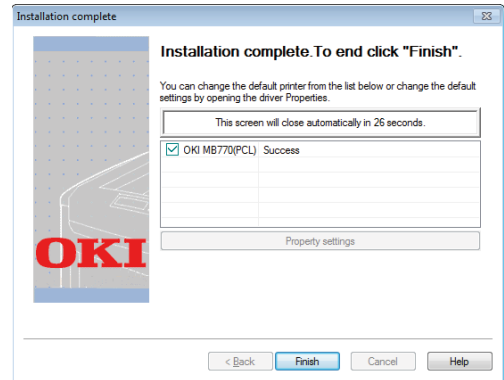 Installation complete
Installation complete.To end click "Finish".
You can change the default printer from the list below or change the default
settings by opening the driver Properties.
This screen will close automatically in 26 seconds.
OKI MB770(PCL) Success
Property settings
OKI
< Back Finish Cancel Help